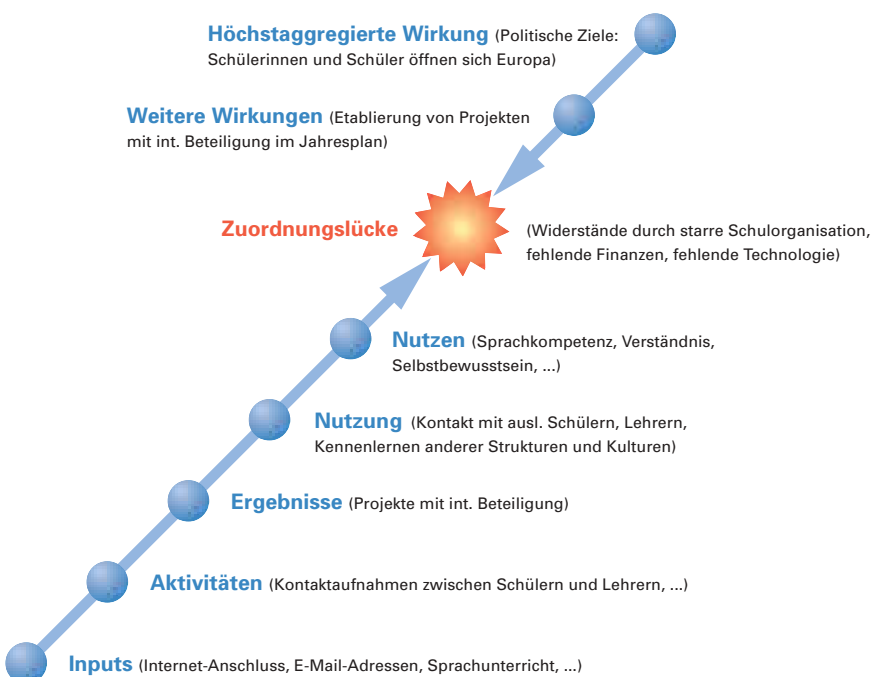 Höchstaggregierte Wirkung (Politische Ziele:
Schülerinnen und Schüler öffnen sich Europa)
Weitere Wirkungen (Etablierung von Projekten
mit int. Beteiligung im Jahresplan)
Zuordnungslücke
(Widerstände durch starre Schulorganisation,
fehlende Finanzen, fehlende Technologie)
Nutzen (Sprachkompetenz, Verständnis,
Selbstbewusstsein, ...)
Nutzung (Kontakt mit ausl. Schülern, Lehrern,
Kennenlernen anderer Strukturen und Kulturen)
Ergebnisse (Projekte mit int. Beteiligung)
Aktivitäten (Kontaktaufnahmen zwischen Schülern und Lehrern, ...)
Inputs (Internet-Anschluss, E-Mail-Adressen, Sprachunterricht, ...)